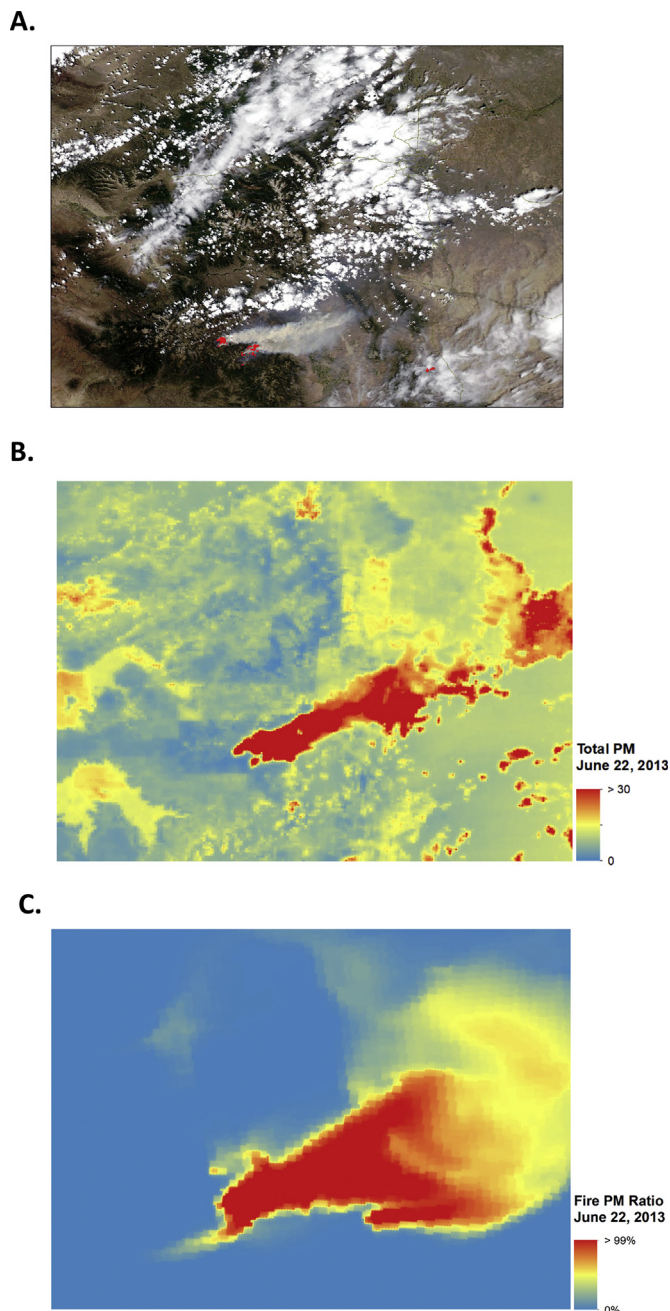 A.
B.
Total PM
June 22, 2013
> 30
0
C.
Fire PM Ratio
June 22, 2013
> 99%
0%